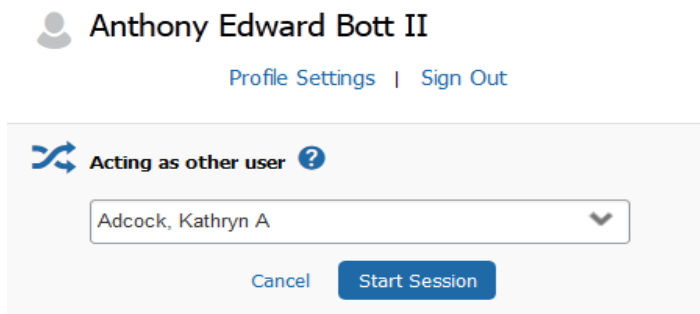 Anthony Edward Bott II
Profile Settings | Sign Out
Acting as other user ?
Adcock, Kathryn A
Cancel Start Session